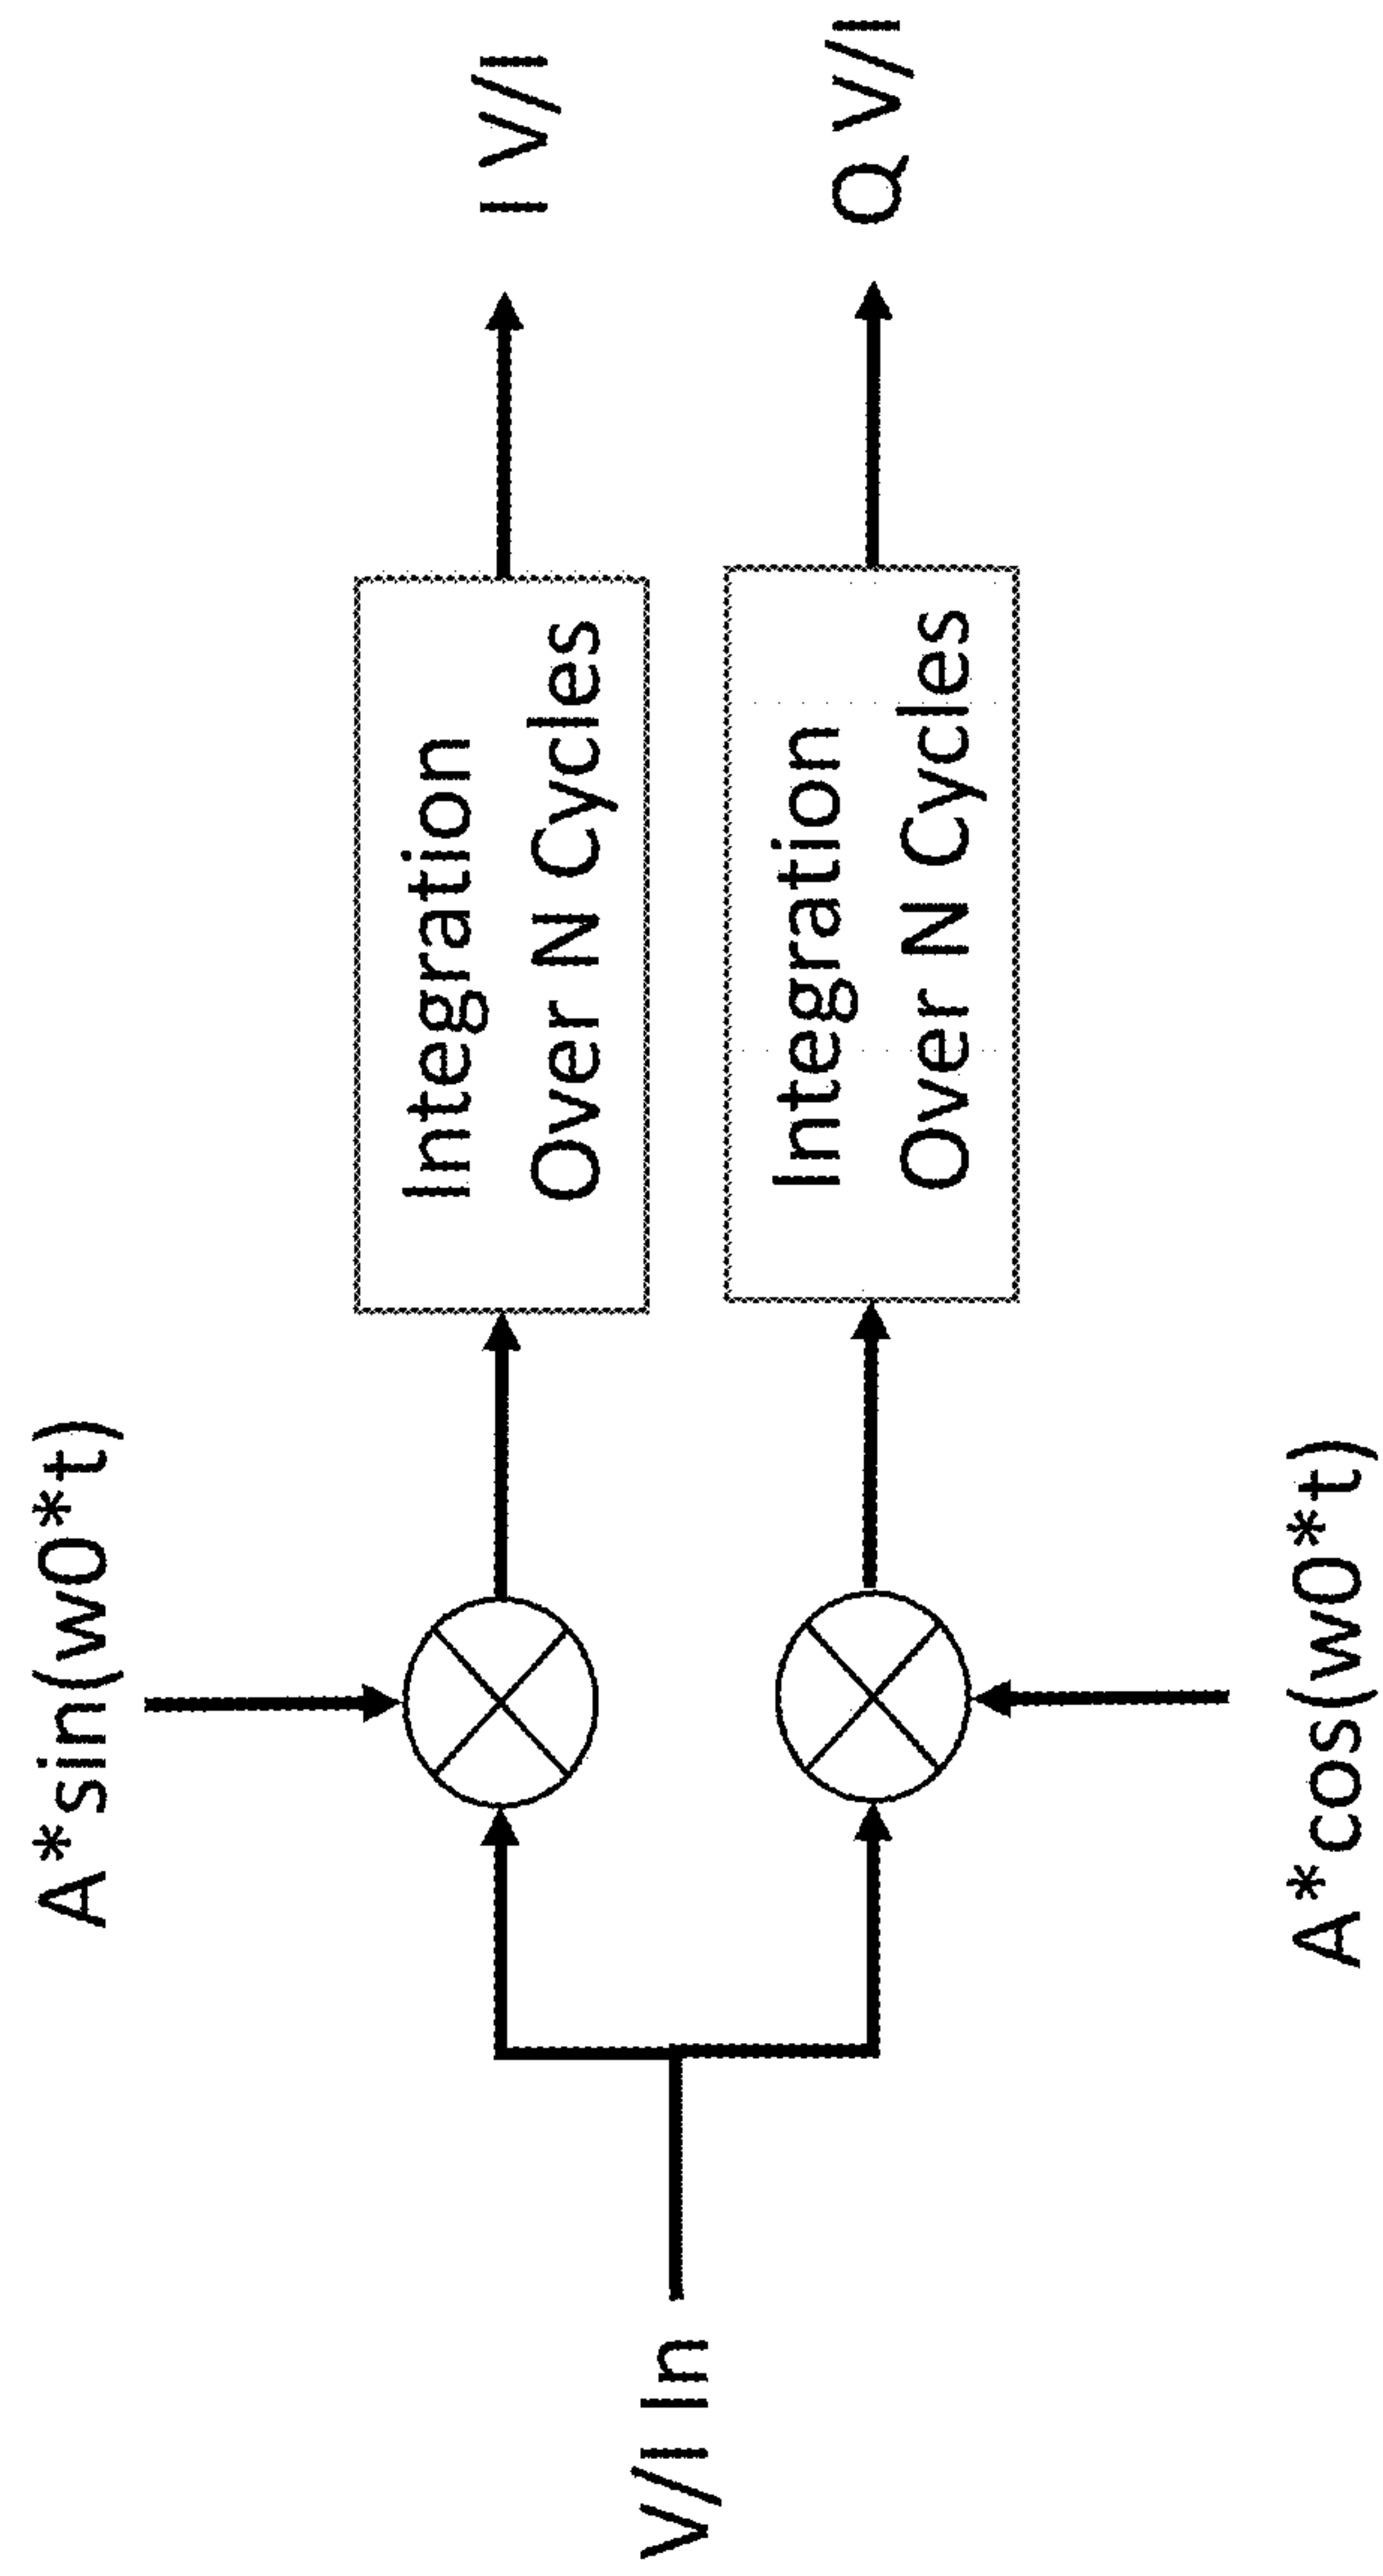 A*sin(w0*t)
V/I In
Integration
Over N Cycles
I V/I
Integration
Over N Cycles
Q V/I
A*cos(w0*t)